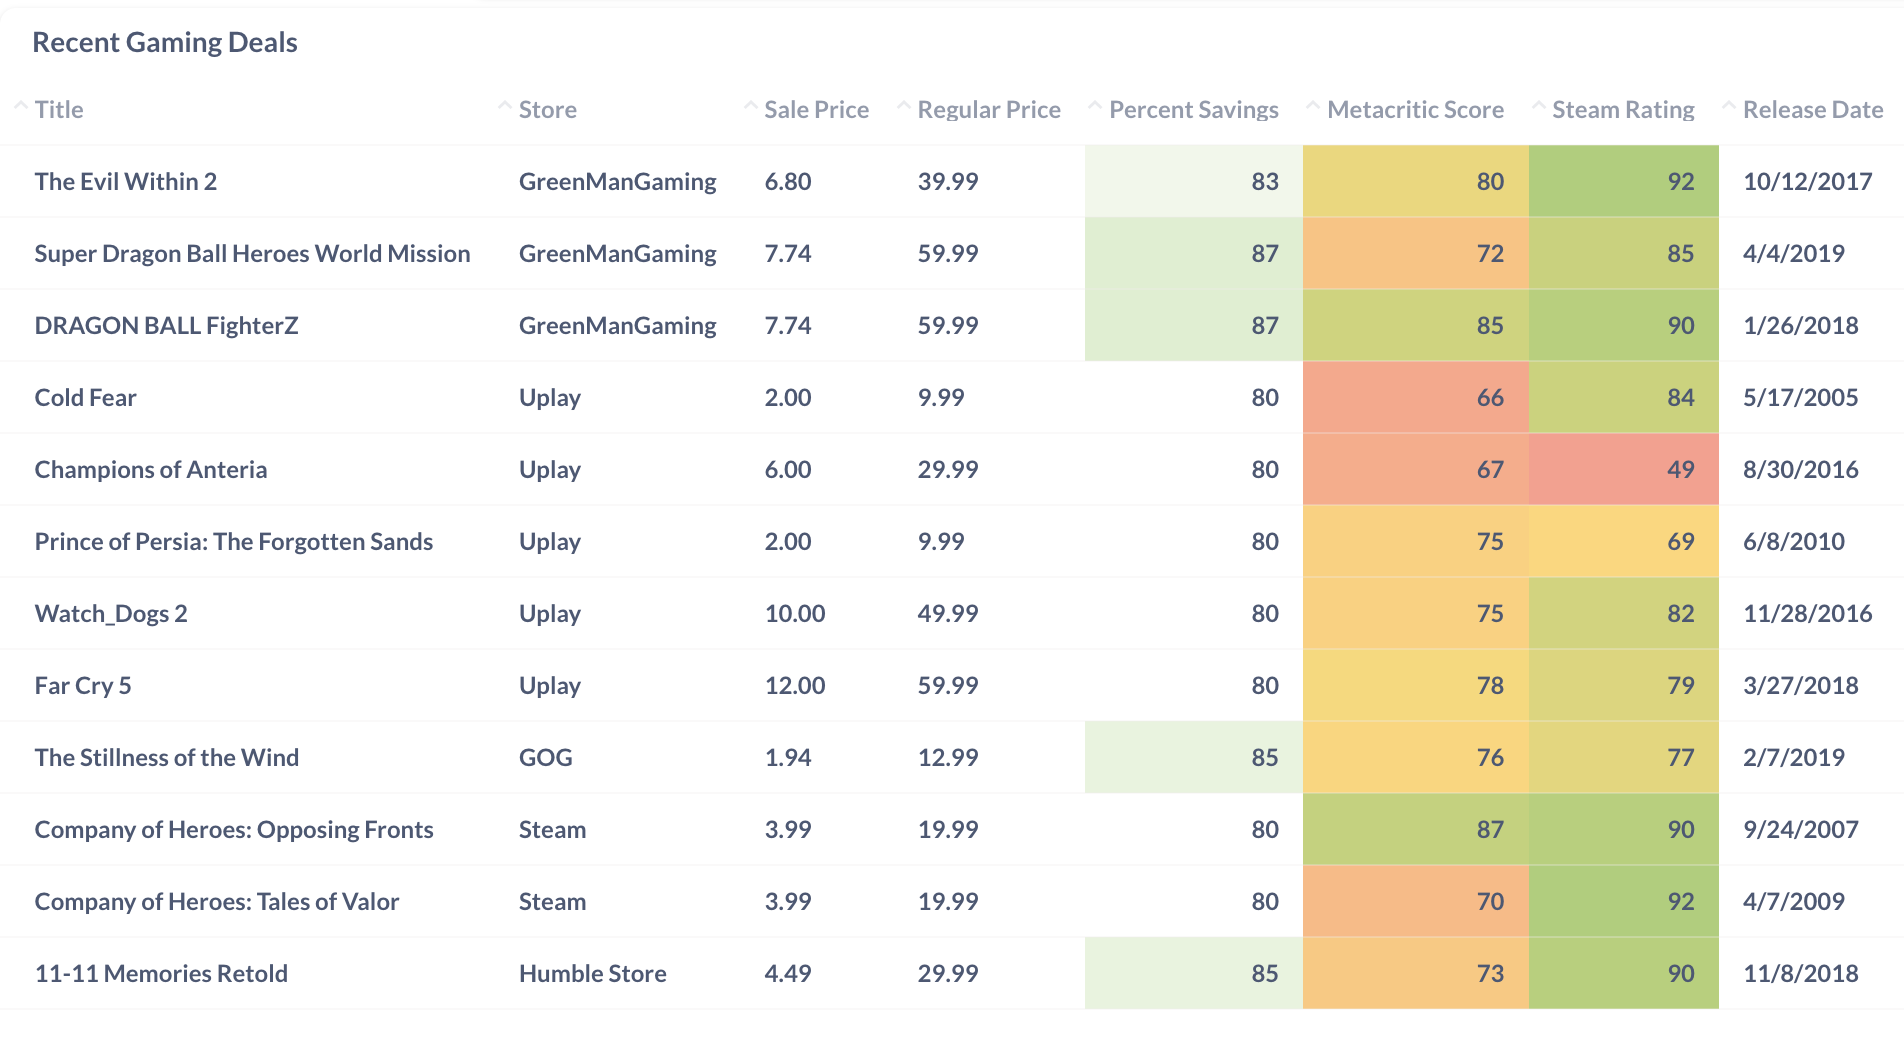 Recent Gaming Deals
Title Store Sale Price Regular Price Percent Savings Metacritic Score Steam Rating Release Date
The Evil Within 2 GreenManGaming 6.80 39.99 83 80 92 10/12/2017
Super Dragon Ball Heroes World Mission GreenManGaming 7.74 59.99 87 72 85 4/4/2019
DRAGON BALL FighterZ GreenManGaming 7.74 59.99 87 85 90 1/26/2018
Cold Fear Uplay 2.00 9.99 80 66 84 5/17/2005
Champions of Anteria Uplay 6.00 29.99 80 67 49 8/30/2016
Prince of Persia: The Forgotten Sands Uplay 2.00 9.99 80 75 69 6/8/2010
Watch_Dogs 2 Uplay 10.00 49.99 80 75 82 11/28/2016
Far Cry 5 Uplay 12.00 59.99 80 78 79 3/27/2018
The Stillness of the Wind GOG 1.94 12.99 85 76 77 2/7/2019
Company of Heroes: Opposing Fronts Steam 3.99 19.99 80 87 90 9/24/2007
Company of Heroes: Tales of Valor Steam 3.99 19.99 80 70 92 4/7/2009
11-11 Memories Retold Humble Store 4.49 29.99 85 73 90 11/8/2018